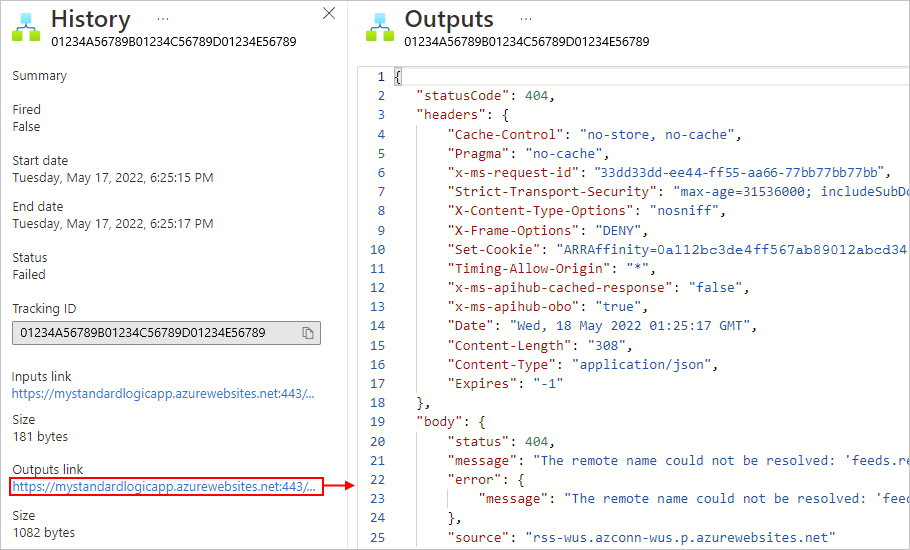 History ...
01234A56789B01234C56789D01234E56789
Summary
Fired
False
Start date
Tuesday, May 17, 2022, 6:25:15 PM
End date
Tuesday, May 17, 2022, 6:25:17 PM
Status
Failed
Tracking ID
01234A56789B01234C56789D01234E56789
Inputs link
https://mystandardlogicapp.azurewebsites.net:443/...
Size
181 bytes
Outputs link
https://mystandardlogicapp.azurewebsites.net:443/...
Size
1082 bytes
Outputs ...
01234A56789B01234C56789D01234E56789
1 {
2 "statusCode": 404,
3 "headers": {
4 "Cache-Control": "no-store, no-cache",
5 "Pragma": "no-cache",
6 "x-ms-request-id": "33dd33dd-ee44-ff55-aa66-77bb77bb77bb",
7 "Strict-Transport-Security": "max-age=31536000; includeSubDo
8 "X-Content-Type-Options": "nosniff",
9 "X-Frame-Options": "DENY",
10 "Set-Cookie": "ARRAffinity=0a112bc3de4ff567ab89012abcd34
11 "Timing-Allow-Origin": "*",
12 "x-ms-apihub-cached-response": "false",
13 "x-ms-apihub-obo": "true",
14 "Date": "Wed, 18 May 2022 01:25:17 GMT",
15 "Content-Length": "308",
16 "Content-Type": "application/json",
17 "Expires": "-1"
18 },
19 "body": {
20 "status": 404,
21 "message": "The remote name could not be resolved: 'feeds.re
22 "error": {
23 "message": "The remote name could not be resolved: 'feed
24 },
25 "source": "rss-wus.azconn-wus.p.azurewebsites.net"